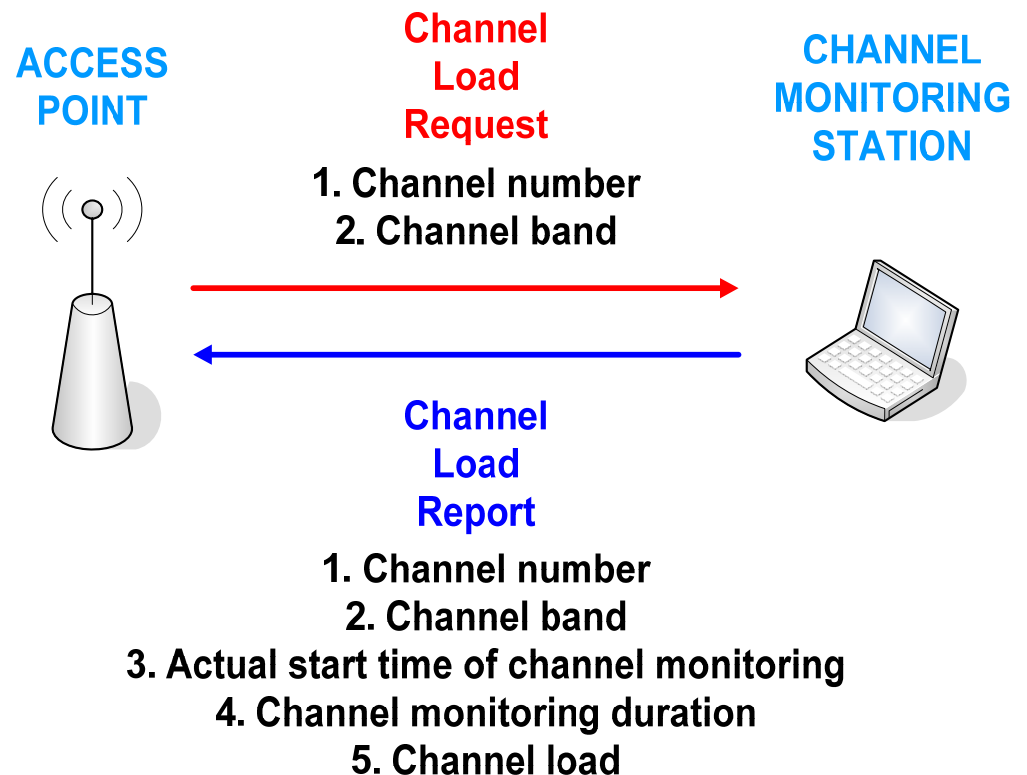 ACCESS
POINT
Channel
Load
Request
CHANNEL
MONITORING
STATION
1. Channel number
2. Channel band
Channel
Load
Report
1. Channel number
2. Channel band
3. Actual start time of channel monitoring
4. Channel monitoring duration
5. Channel load